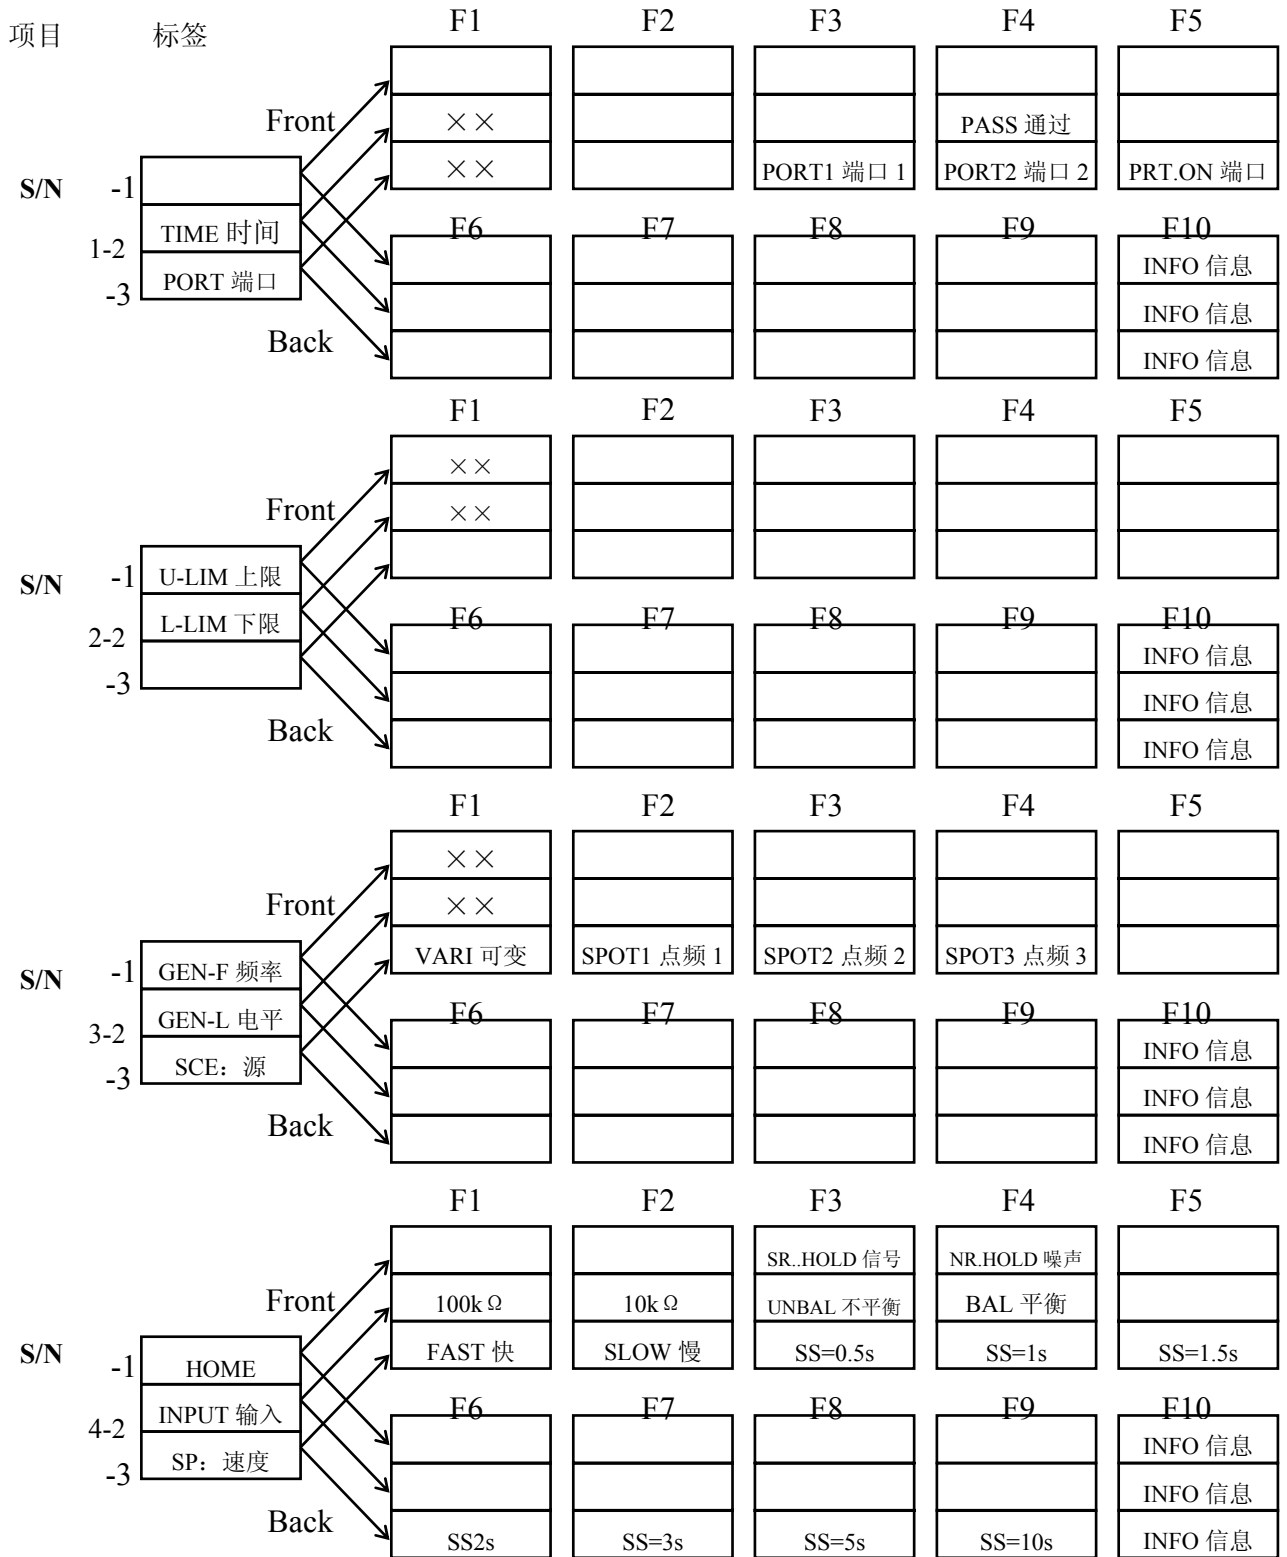 项目 标签 F1 F2 F3 F4 F5
Front ×× PASS 通过
×× PORT1 端口 1 PORT2 端口 2 PRT.ON 端口
S/N -1
TIME 时间 F6 F7 F8 F9 F10
1-2 INFO 信息
PORT 端口
-3 INFO 信息
Back INFO 信息
F1 F2 F3 F4 F5
××
Front ××
S/N -1 U-LIM 上限
L-LIM 下限 F6 F7 F8 F9 F10
2-2 INFO 信息
-3 INFO 信息
Back INFO 信息
F1 F2 F3 F4 F5
××
Front ××
VARI 可变 SPOT1 点频 1 SPOT2 点频 2 SPOT3 点频 3
S/N -1 GEN-F 频率
GEN-L 电平 F6 F7 F8 F9 F10
3-2 INFO 信息
SCE：源
-3 INFO 信息
Back INFO 信息
F1 F2 F3 F4 F5
SR..HOLD 信号 NR.HOLD 噪声
Front 100kΩ 10kΩ UNBAL 不平衡 BAL 平衡
FAST 快 SLOW 慢 SS=0.5s SS=1s SS=1.5s
S/N -1 HOME
INPUT 输入 F6 F7 F8 F9 F10
4-2 INFO 信息
SP：速度
-3 INFO 信息
Back SS2s SS=3s SS=5s SS=10s INFO 信息